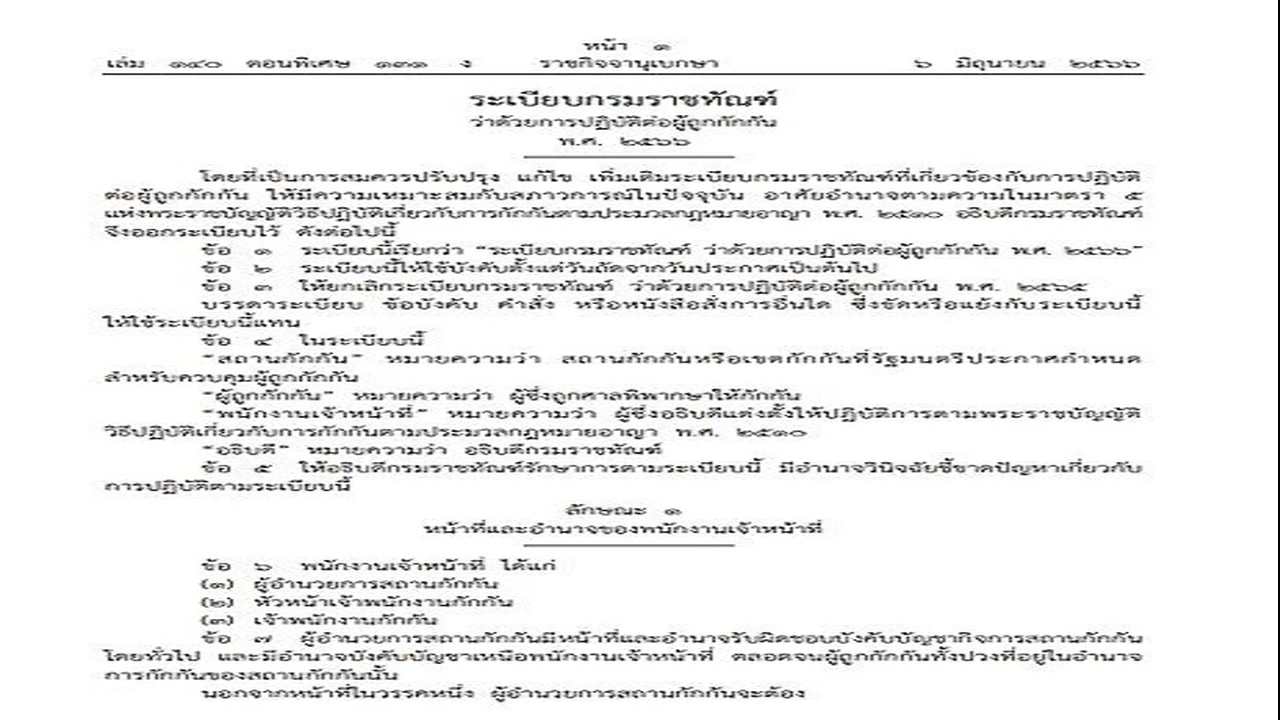 หน้า ๑
เล่ม ๑๔๐ ตอนพิเศษ ๑๓๑ ง ราชกิจจานุเบกษา ๖ มิถุนายน ๒๕๖๖
ระเบียบกรมราชทัณฑ์
ว่าด้วยการปฏิบัติต่อผู้ถูกกักกัน
พ.ศ. ๒๕๖๖
โดยที่เป็นการสมควรปรับปรุง แก้ไข เพิ่มเติมระเบียบกรมราชทัณฑ์ที่เกี่ยวข้องกับการปฏิบัติ
ต่อผู้ถูกกักกัน ให้มีความเหมาะสมกับสภาวการณ์ในปัจจุบัน อาศัยอำนาจตามความในมาตรา ๕
แห่งพระราชบัญญัติวิธีปฏิบัติเกี่ยวกับการกักกันตามประมวลกฎหมายอาญา พ.ศ. ๒๕๑๐ อธิบดีกรมราชทัณฑ์
จึงออกระเบียบไว้ ดังต่อไปนี้
ข้อ ๑ ระเบียบนี้เรียกว่า “ระเบียบกรมราชทัณฑ์ ว่าด้วยการปฏิบัติต่อผู้ถูกกักกัน พ.ศ. ๒๕๖๖”
ข้อ ๒ ระเบียบนี้ให้ใช้บังคับตั้งแต่วันถัดจากวันประกาศเป็นต้นไป
ข้อ ๓ ให้ยกเลิกระเบียบกรมราชทัณฑ์ ว่าด้วยการปฏิบัติต่อผู้ถูกกักกัน พ.ศ. ๒๕๖๕
บรรดาระเบียบ ข้อบังคับ คำสั่ง หรือหนังสือสั่งการอื่นใด ซึ่งขัดหรือแย้งกับระเบียบนี้
ให้ใช้ระเบียบนี้แทน
ข้อ ๔ ในระเบียบนี้
“สถานกักกัน” หมายความว่า สถานกักกันหรือเขตกักกันที่รัฐมนตรีประกาศกำหนด
สำหรับควบคุมผู้ถูกกักกัน
“ผู้ถูกกักกัน” หมายความว่า ผู้ซึ่งถูกศาลพิพากษาให้กักกัน
“พนักงานเจ้าหน้าที่” หมายความว่า ผู้ซึ่งอธิบดีแต่งตั้งให้ปฏิบัติการตามพระราชบัญญัติ
วิธีปฏิบัติเกี่ยวกับการกักกันตามประมวลกฎหมายอาญา พ.ศ. ๒๕๑๐
“อธิบดี” หมายความว่า อธิบดีกรมราชทัณฑ์
ข้อ ๕ ให้อธิบดีกรมราชทัณฑ์รักษาการตามระเบียบนี้ มีอำนาจวินิจฉัยชี้ขาดปัญหาเกี่ยวกับ
การปฏิบัติตามระเบียบนี้
ลักษณะ ๑
หน้าที่และอำนาจของพนักงานเจ้าหน้าที่
ข้อ ๖ พนักงานเจ้าหน้าที่ ได้แก่
(๑) ผู้อำนวยการสถานกักกัน
(๒) หัวหน้าเจ้าพนักงานกักกัน
(๓) เจ้าพนักงานกักกัน
ข้อ ๗ ผู้อำนวยการสถานกักกันมีหน้าที่และอำนาจรับผิดชอบบังคับบัญชากิจการสถานกักกัน
โดยทั่วไป และมีอำนาจบังคับบัญชาเหนือพนักงานเจ้าหน้าที่ ตลอดจนผู้ถูกกักกันทั้งปวงที่อยู่ในอำนาจ
การกักกันของสถานกักกันนั้น
นอกจากหน้าที่ในวรรคหนึ่ง ผู้อำนวยการสถานกักกันจะต้อง